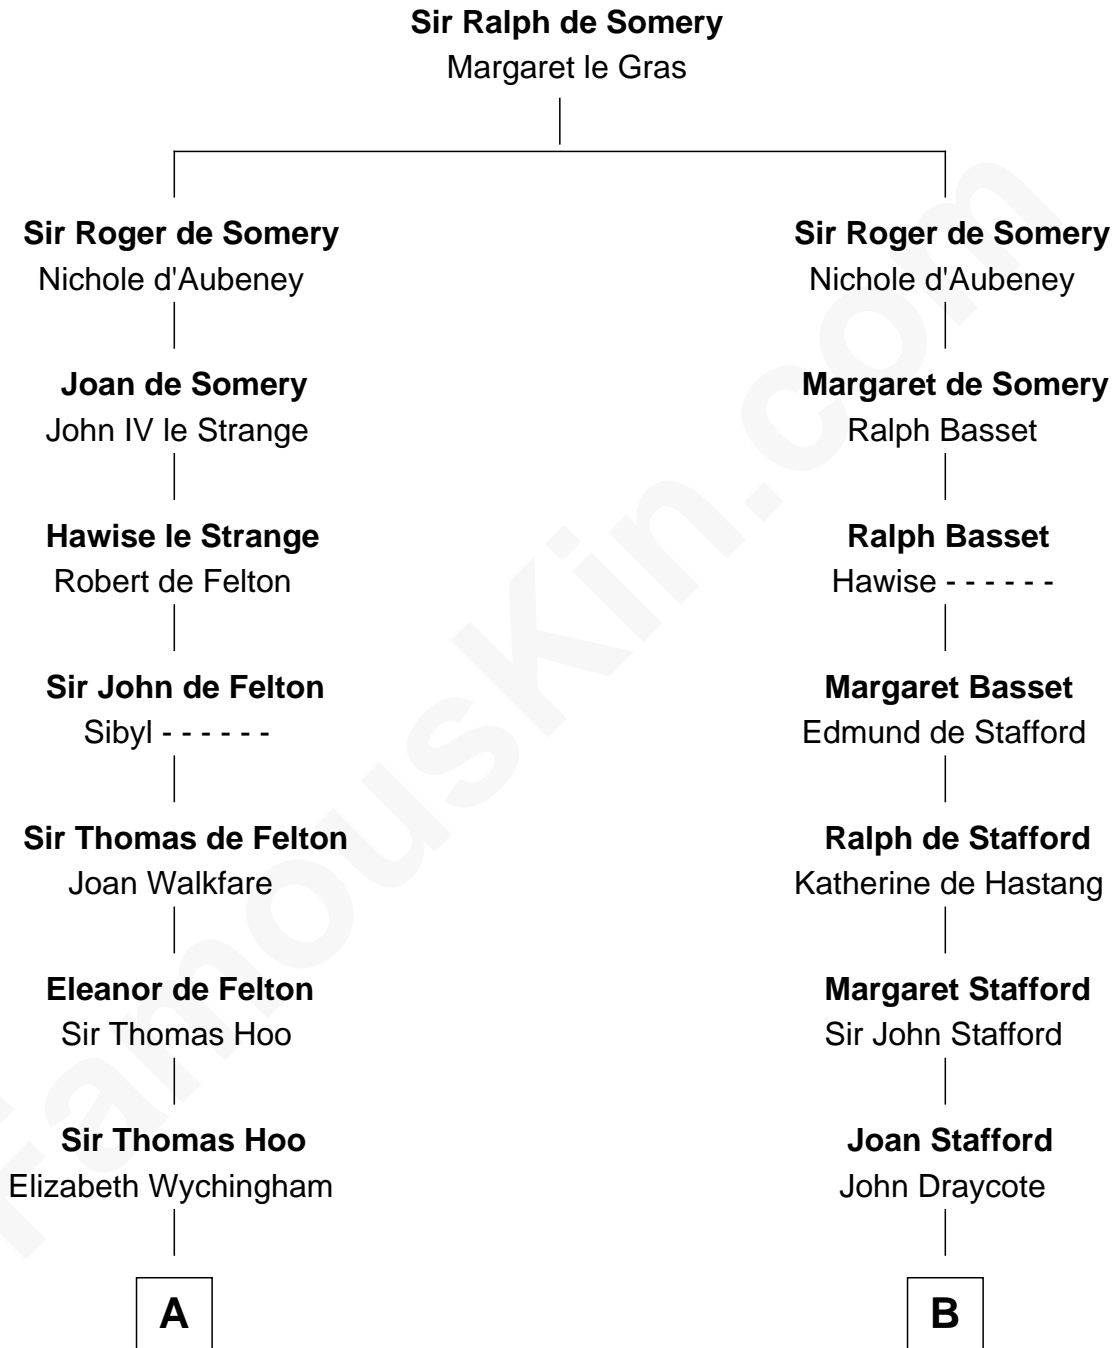 Sir Ralph de Somery
Margaret le Gras
Sir Roger de Somery
Nichole d'Aubeney
Joan de Somery
John IV le Strange
Hawise le Strange
Robert de Felton
Sir John de Felton
Sibyl - - - - - -
Sir Thomas de Felton
Joan Walkfare
Eleanor de Felton
Sir Thomas Hoo
Sir Thomas Hoo
Elizabeth Wychingham
A
Sir Roger de Somery
Nichole d'Aubeney
Margaret de Somery
Ralph Basset
Ralph Basset
Hawise - - - - - -
Margaret Basset
Edmund de Stafford
Ralph de Stafford
Katherine de Hastang
Margaret Stafford
Sir John Stafford
Joan Stafford
John Draycote
B
FamousKin.com